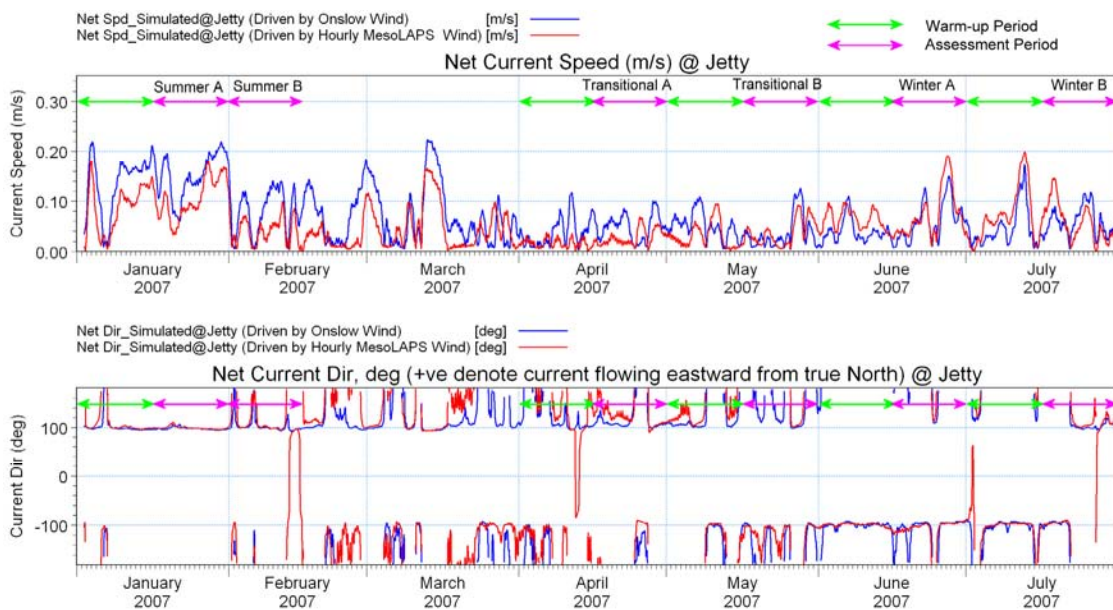 Net Spd_Simulated@Jetty (Driven by Onslow Wind) [m/s]
Net Spd_Simulated@Jetty (Driven by Hourly MesoLAPS Wind) [m/s]
Warm-up Period
Assessment Period
Net Current Speed (m/s) @ Jetty
Summer A Summer B Transitional A Transitional B Winter A Winter B
Current Speed (m/s)
0.30
0.20
0.10
0.00
January February March April May June July
2007 2007 2007 2007 2007 2007 2007
Net Dir_Simulated@Jetty (Driven by Onslow Wind) [deg]
Net Dir_Simulated@Jetty (Driven by Hourly MesoLAPS Wind) [deg]
Net Current Dir, deg (+ve denote current flowing eastward from true North) @ Jetty
Current Dir (deg)
100
0
-100
January February March April May June July
2007 2007 2007 2007 2007 2007 2007